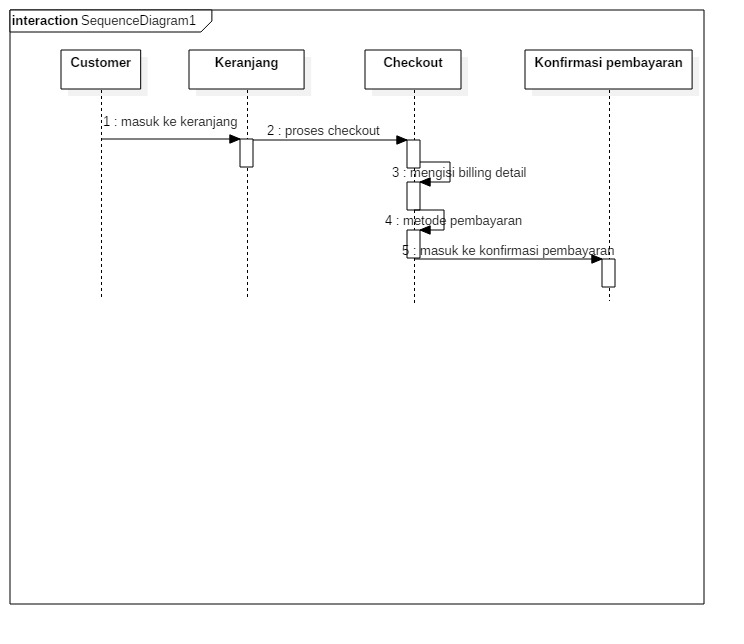 interaction SequenceDiagram1
Customer
Keranjang
Checkout
Konfirmasi pembayaran
1 : masuk ke keranjang
2 : proses checkout
3 : mengisi billing detail
4 : metode pembayaran
5 : masuk ke konfirmasi pembayaran